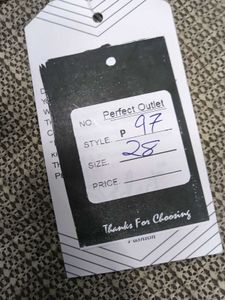 NO. Perfect Outlet
STYLE P 97
SIZE. 28
PRICE
Thanks For Choosing